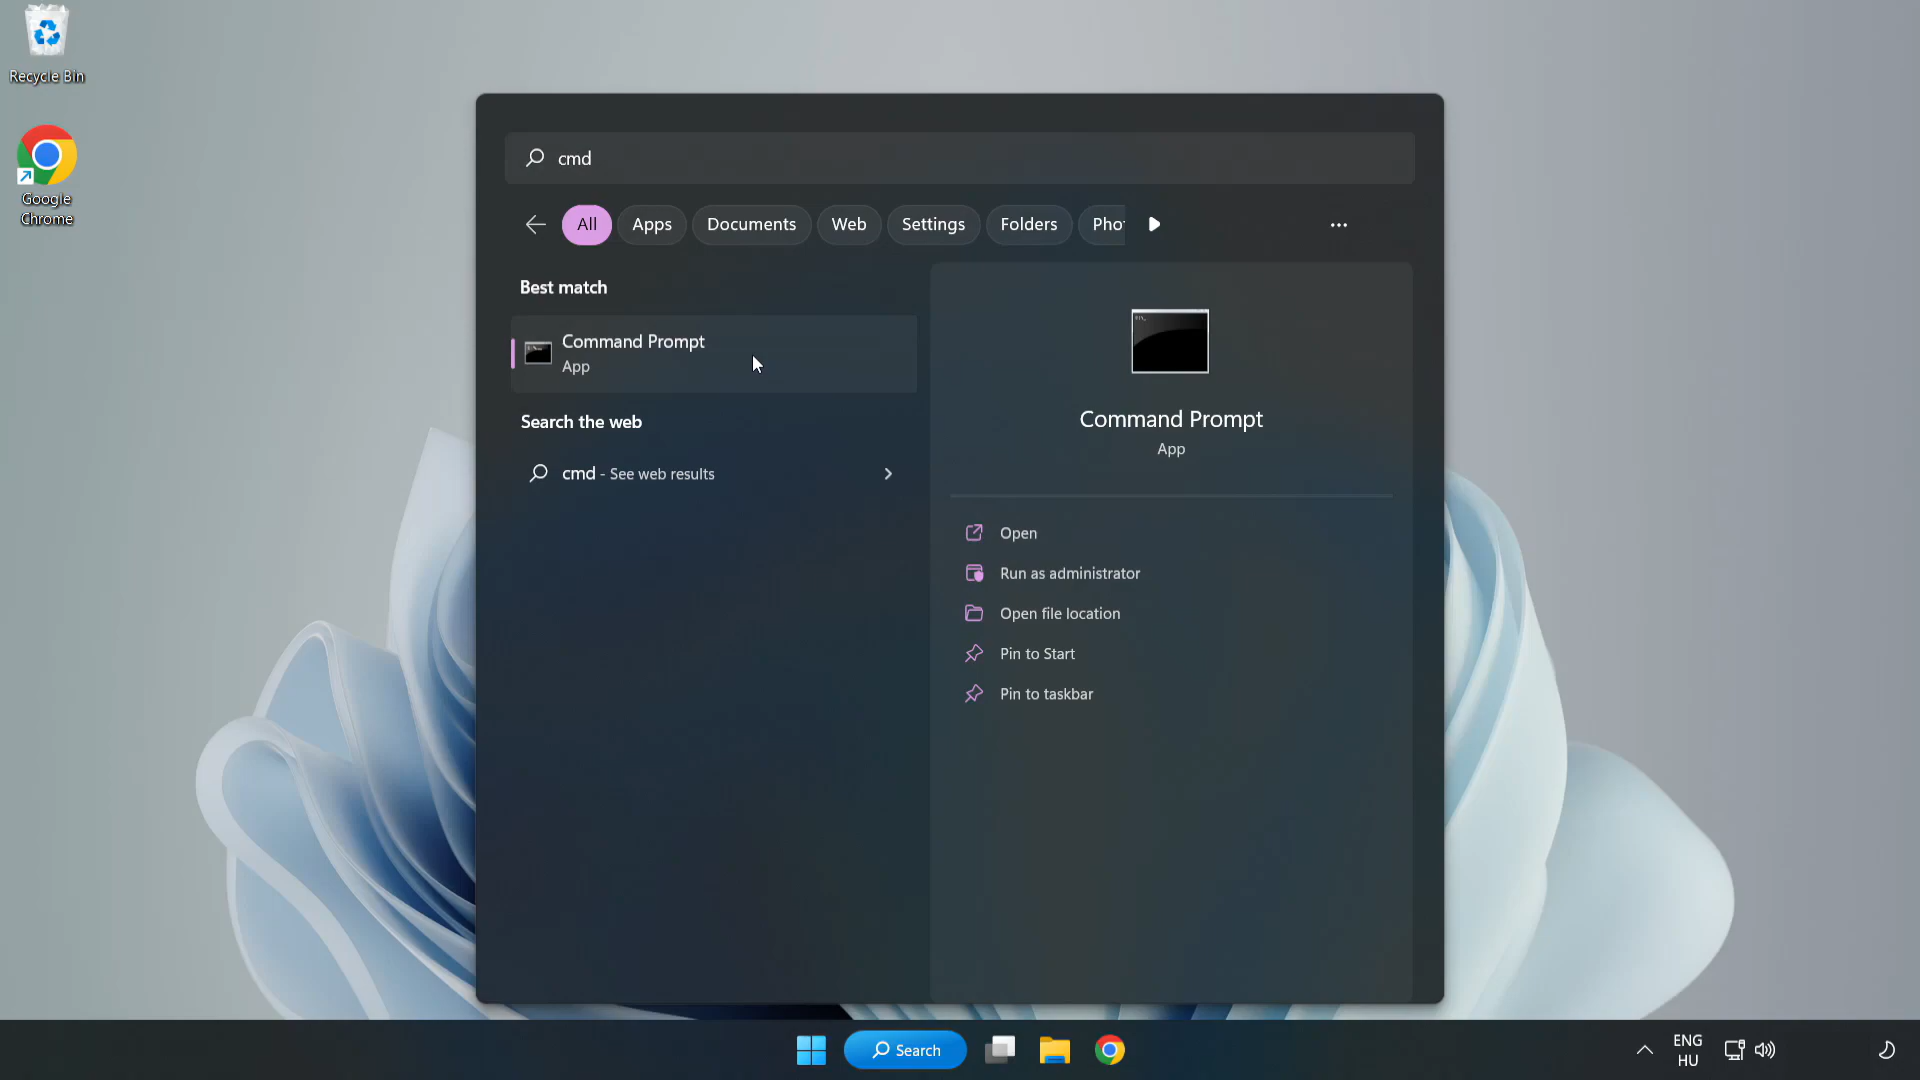 Recycle Bin
Google
Chrome
cmd
All
Apps
Documents
Web
Settings
Folders
Pho
Best match
Command Prompt
App
Search the web
cmd - See web results
Command Prompt
App
Open
Run as administrator
Open file location
Pin to Start
Pin to taskbar
Search
ENG
HU